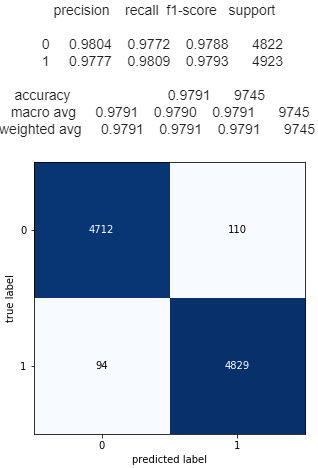 precision recall f1-score support
0 0.9804 0.9772 0.9788 4822
1 0.9777 0.9809 0.9793 4923
accuracy 0.9791 9745
macro avg 0.9791 0.9790 0.9791 9745
weighted avg 0.9791 0.9791 0.9791 9745
0 4712 110
true label
1 94 4829
0 1
predicted label